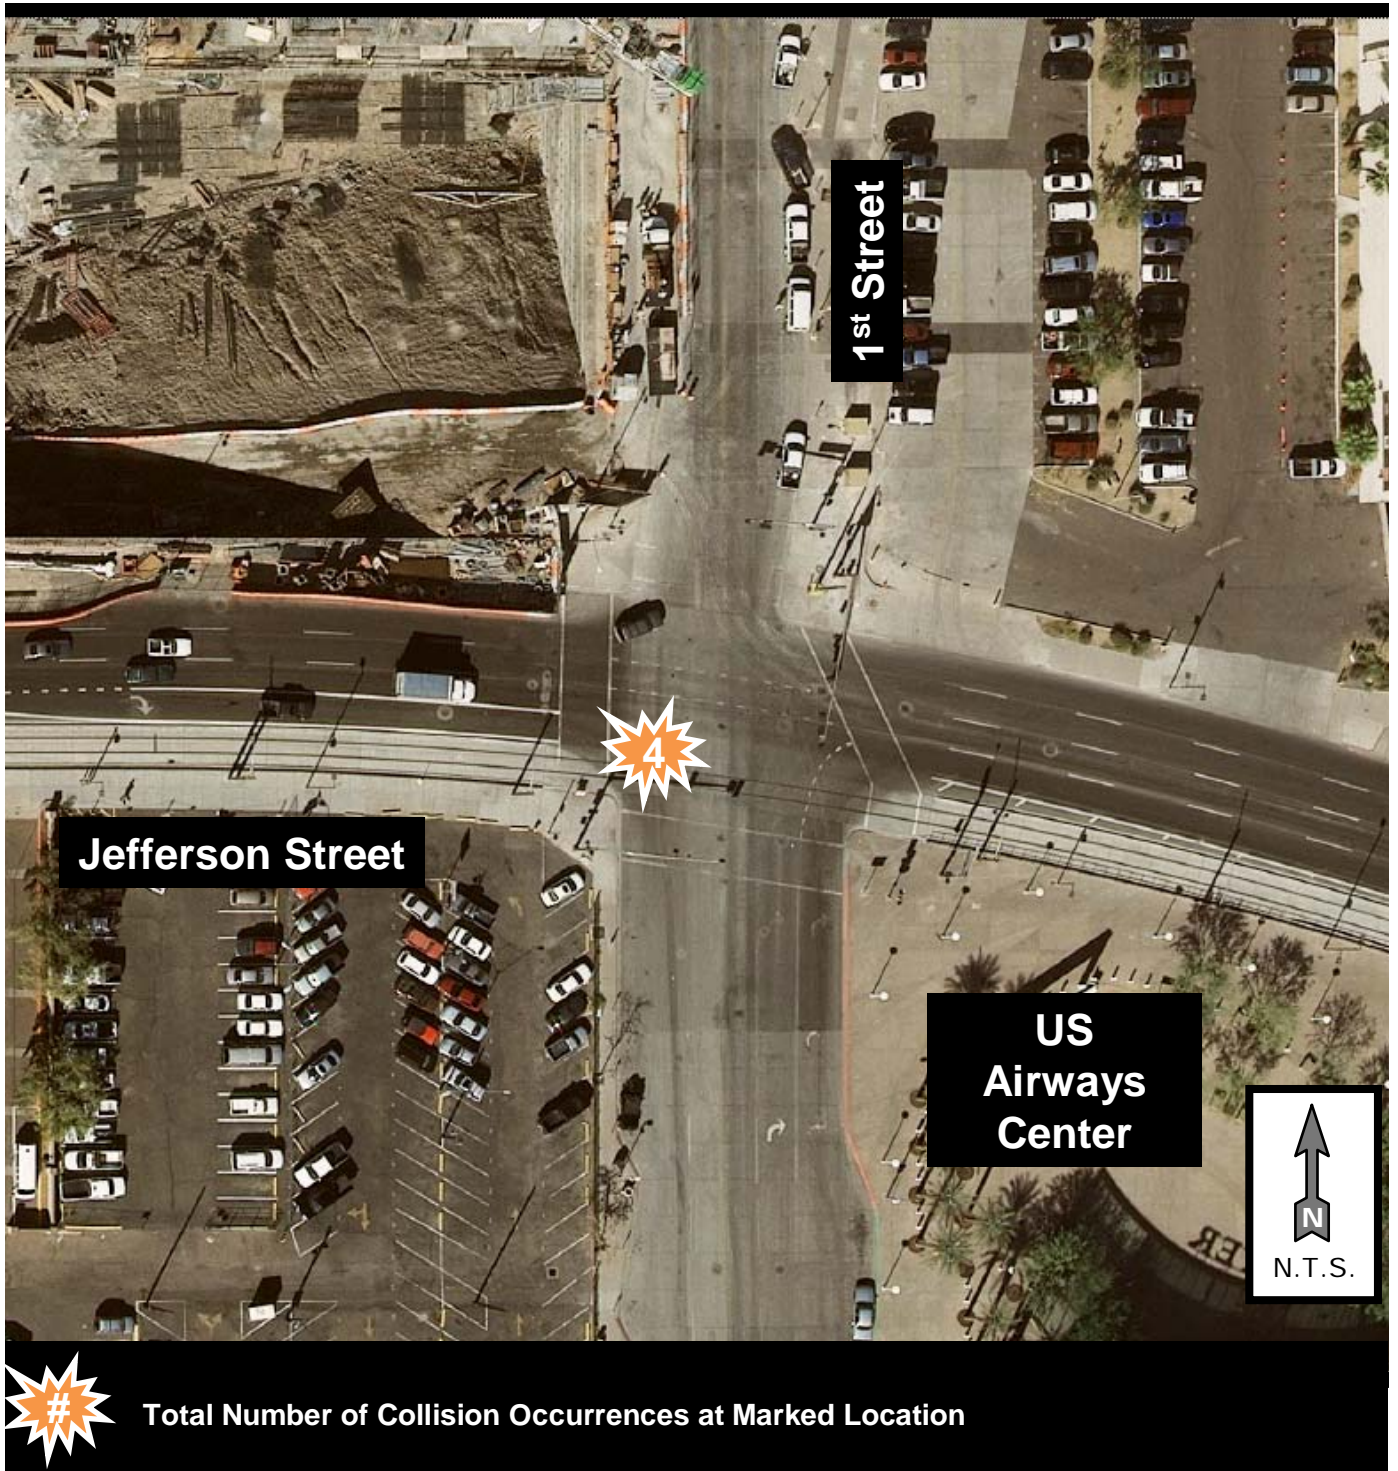 1st Street
4
Jefferson Street
US
Airways
Center
N
N.T.S.
# Total Number of Collision Occurrences at Marked Location